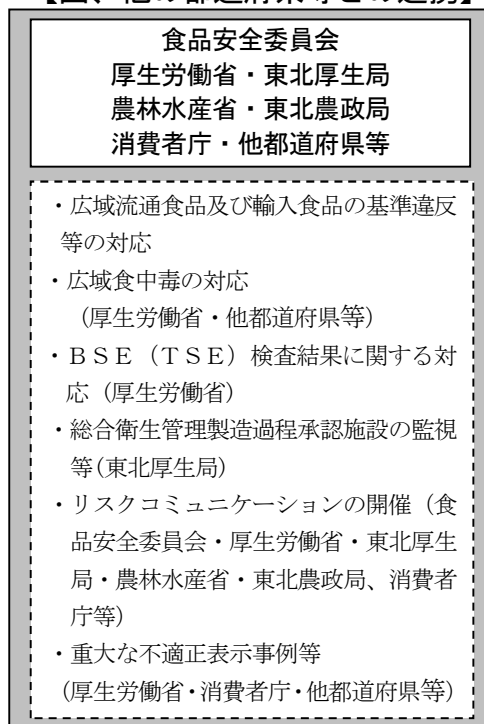 【国、他の都道府県等との連携】
食品安全委員会
厚生労働省・東北厚生局
農林水産省・東北農政局
消費者庁・他都道府県等
・広域流通食品及び輸入食品の基準違反
等の対応
・広域食中毒の対応
(厚生労働省・他都道府県等)
・ＢＳＥ（ＴＳＥ）検査結果に関する対
応（厚生労働省）
・総合衛生管理製造過程承認施設の監視
等(東北厚生局)
・リスクコミュニケーションの開催（食
品安全委員会・厚生労働省・東北厚生
局・農林水産省・東北農政局、消費者
庁等）
・重大な不適正表示事例等
(厚生労働省・消費者庁・他都道府県等)